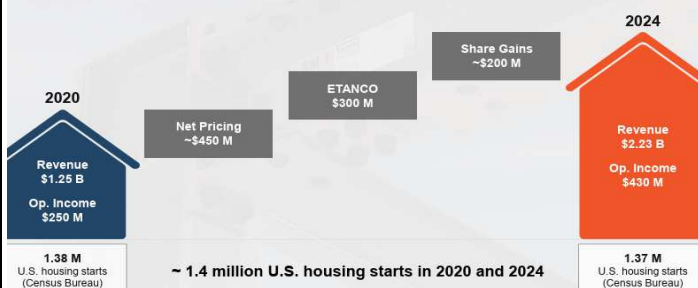 2020
Revenue
$1.25 B
Op. Income
$250 M
1.38 M
U.S. housing starts
(Census Bureau)
Net Pricing
~$450 M
ETANCO
$300 M
Share Gains
~$200 M
2024
Revenue
$2.23 B
Op. Income
$430 M
1.37 M
U.S. housing starts
(Census Bureau)
~ 1.4 million U.S. housing starts in 2020 and 2024